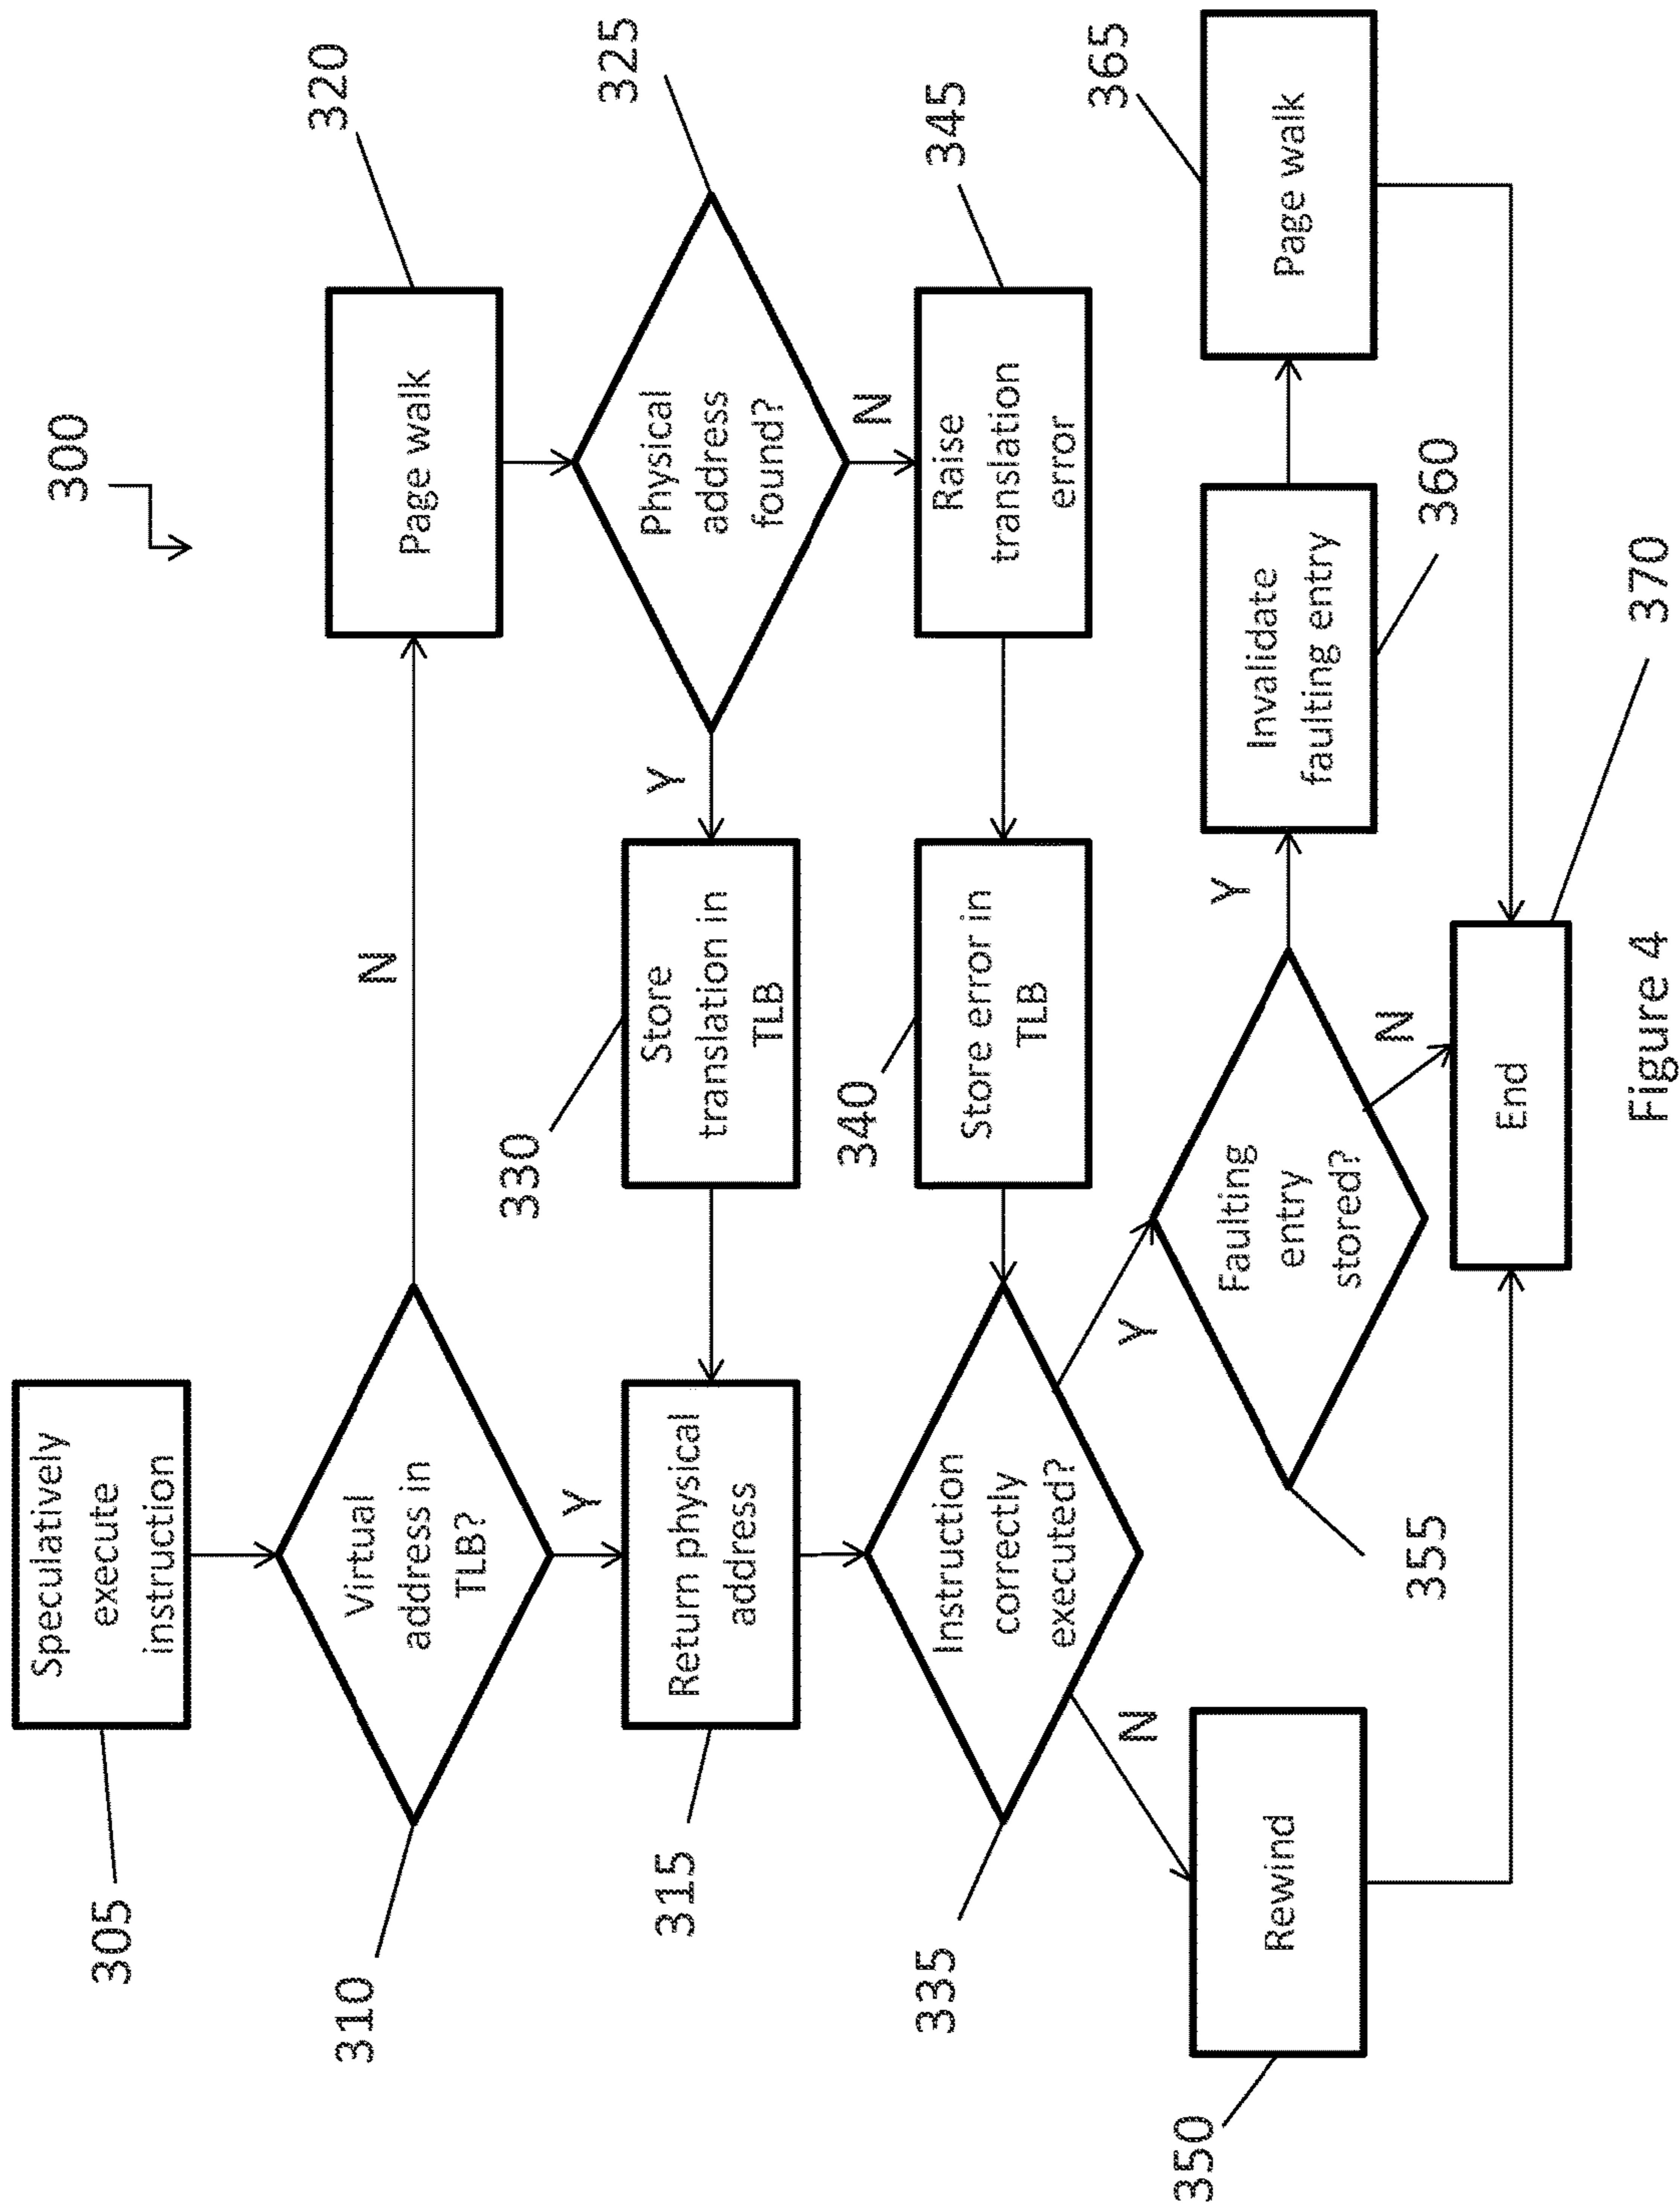 300
305
Speculatively
execute
instruction
310
Virtual
address in
TLB?
N
Y
320
Page walk
325
Physical
address
found?
Y
N
330
Store
translation in
TLB
315
Return physical
address
345
Raise
translation
error
340
Store error in
TLB
335
Instruction
correctly
executed?
N
Y
350
Rewind
355
Faulting
entry
stored?
Y
N
360
Invalidate
faulting entry
365
Page walk
370
End
Figure 4